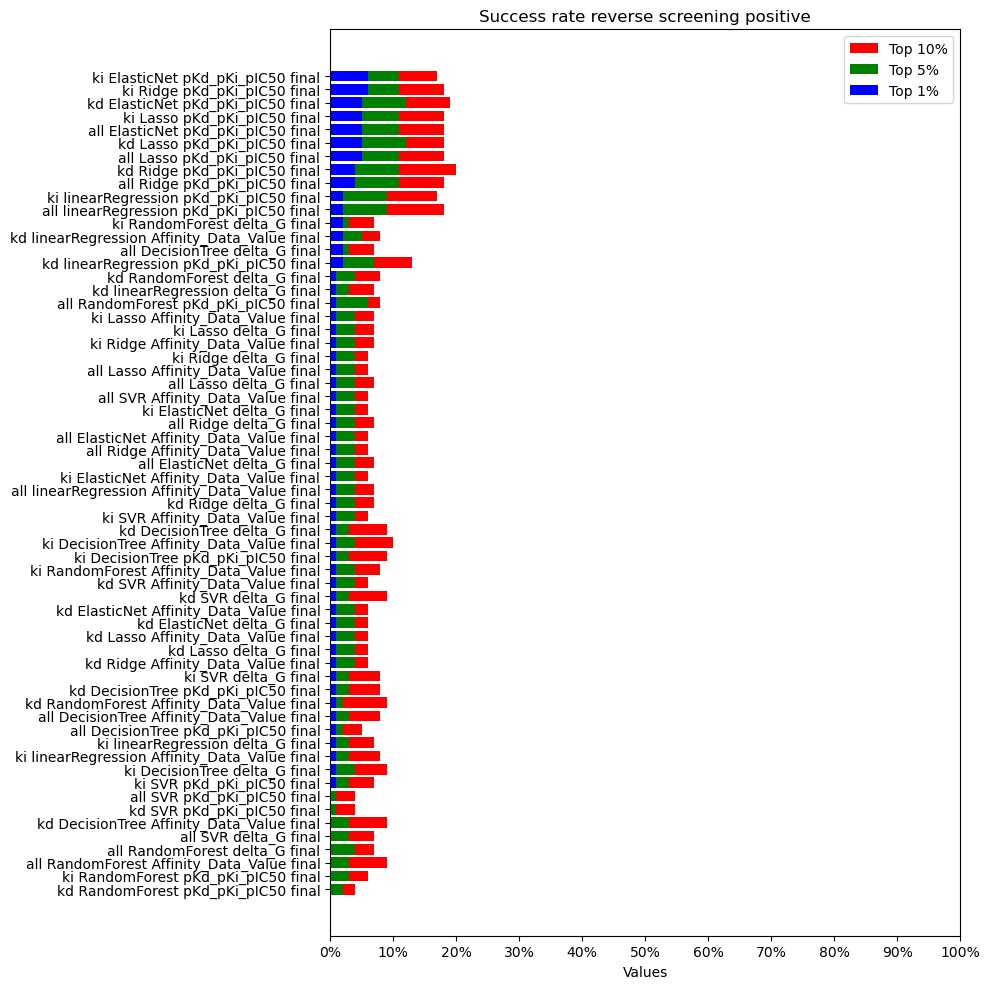 Success rate reverse screening positive
Top 10%
Top 5%
Top 1%
ki ElasticNet pKd_pKi_pIC50 final
ki Ridge pKd_pKi_pIC50 final
kd ElasticNet pKd_pKi_pIC50 final
ki Lasso pKd_pKi_pIC50 final
all ElasticNet pKd_pKi_pIC50 final
kd Lasso pKd_pKi_pIC50 final
all Lasso pKd_pKi_pIC50 final
kd Ridge pKd_pKi_pIC50 final
all Ridge pKd_pKi_pIC50 final
ki linearRegression pKd_pKi_pIC50 final
all linearRegression pKd_pKi_pIC50 final
ki RandomForest delta_G final
kd linearRegression Affinity_Data_Value final
all DecisionTree delta_G final
kd linearRegression pKd_pKi_pIC50 final
kd RandomForest delta_G final
kd linearRegression delta_G final
all RandomForest pKd_pKi_pIC50 final
ki Lasso Affinity_Data_Value final
ki Lasso delta_G final
ki Ridge Affinity_Data_Value final
ki Ridge delta_G final
all Lasso Affinity_Data_Value final
all Lasso delta_G final
all SVR Affinity_Data_Value final
ki ElasticNet delta_G final
all Ridge delta_G final
all ElasticNet Affinity_Data_Value final
all Ridge Affinity_Data_Value final
all ElasticNet delta_G final
ki ElasticNet Affinity_Data_Value final
all linearRegression Affinity_Data_Value final
kd Ridge delta_G final
ki SVR Affinity_Data_Value final
kd DecisionTree delta_G final
ki DecisionTree Affinity_Data_Value final
ki DecisionTree pKd_pKi_pIC50 final
ki RandomForest Affinity_Data_Value final
kd SVR Affinity_Data_Value final
kd SVR delta_G final
kd ElasticNet Affinity_Data_Value final
kd ElasticNet delta_G final
kd Lasso Affinity_Data_Value final
kd Lasso delta_G final
kd Ridge Affinity_Data_Value final
ki SVR delta_G final
kd DecisionTree pKd_pKi_pIC50 final
kd RandomForest Affinity_Data_Value final
all DecisionTree Affinity_Data_Value final
all DecisionTree pKd_pKi_pIC50 final
ki linearRegression delta_G final
ki linearRegression Affinity_Data_Value final
ki DecisionTree delta_G final
ki SVR pKd_pKi_pIC50 final
all SVR pKd_pKi_pIC50 final
kd SVR pKd_pKi_pIC50 final
kd DecisionTree Affinity_Data_Value final
all SVR delta_G final
all RandomForest delta_G final
all RandomForest Affinity_Data_Value final
ki RandomForest pKd_pKi_pIC50 final
kd RandomForest pKd_pKi_pIC50 final
0% 10% 20% 30% 40% 50% 60% 70% 80% 90% 100%
Values